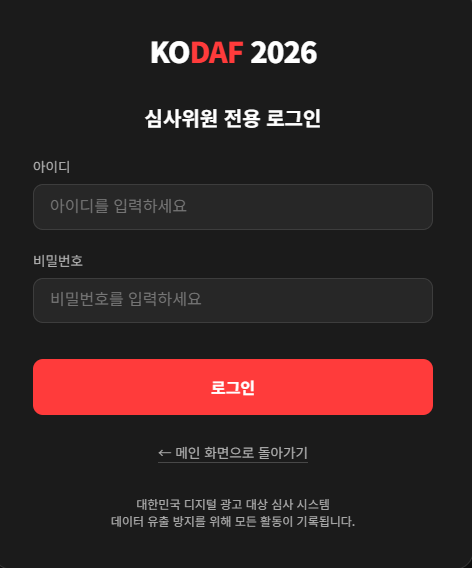 KODAF 2026
심사위원 전용 로그인
아이디
아이디를 입력하세요
비밀번호
비밀번호를 입력하세요
로그인
← 메인 화면으로 돌아가기
대한민국 디지털 광고 대상 심사 시스템
데이터 유출 방지를 위해 모든 활동이 기록됩니다.